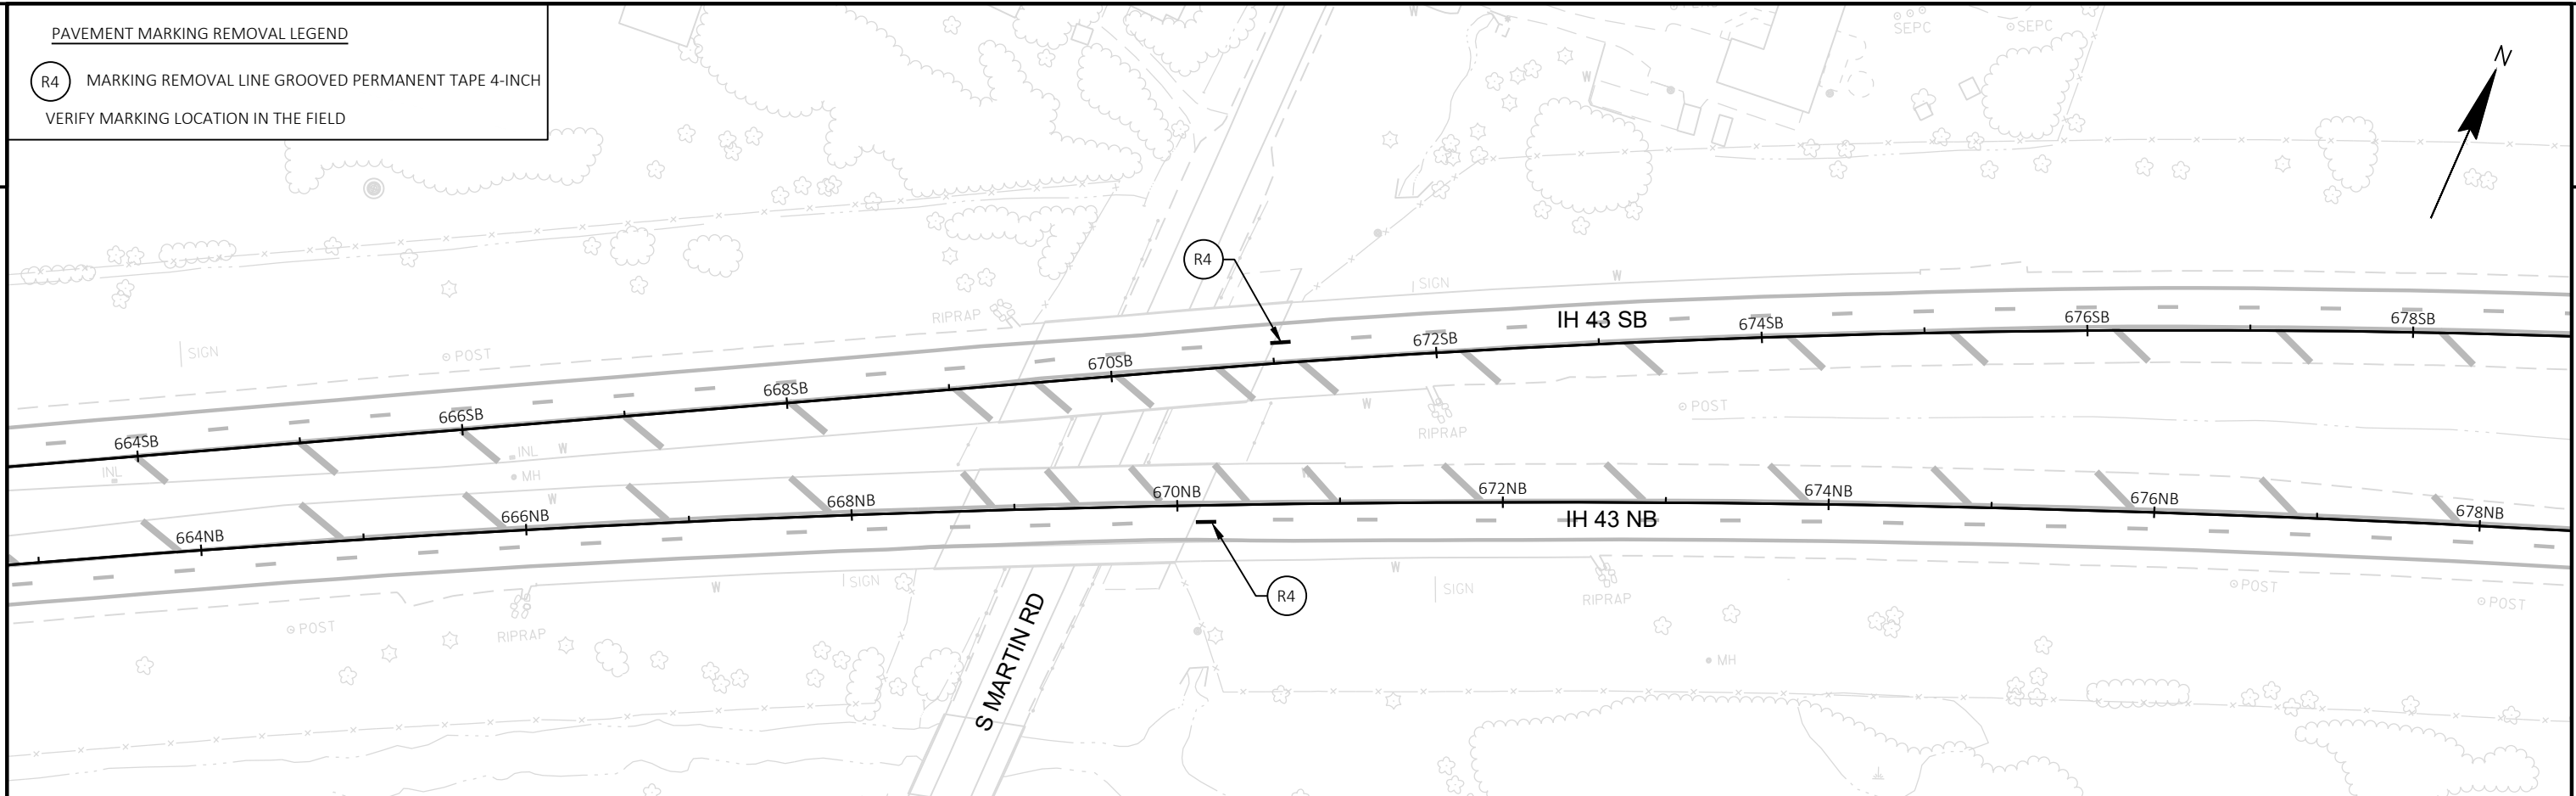 PAVEMENT MARKING REMOVAL LEGEND
R4 MARKING REMOVAL LINE GROOVED PERMANENT TAPE 4-INCH
VERIFY MARKING LOCATION IN THE FIELD
W
SEPC
SEPC
W
N
R4
SIGN
W
RIPRAP
IH 43 SB
674SB
676SB
678SB
672SB
SIGN
POST
670SB
668SB
666SB
664SB
W
POST
RIPRAP
INL
W
INL
MH
W
664NB
666NB
668NB
670NB
672NB
674NB
676NB
678NB
IH 43 NB
W
SIGN
W
SIGN
R4
RIPRAP
POST
POST
POST
RIPRAP
S MARTIN RD
MH